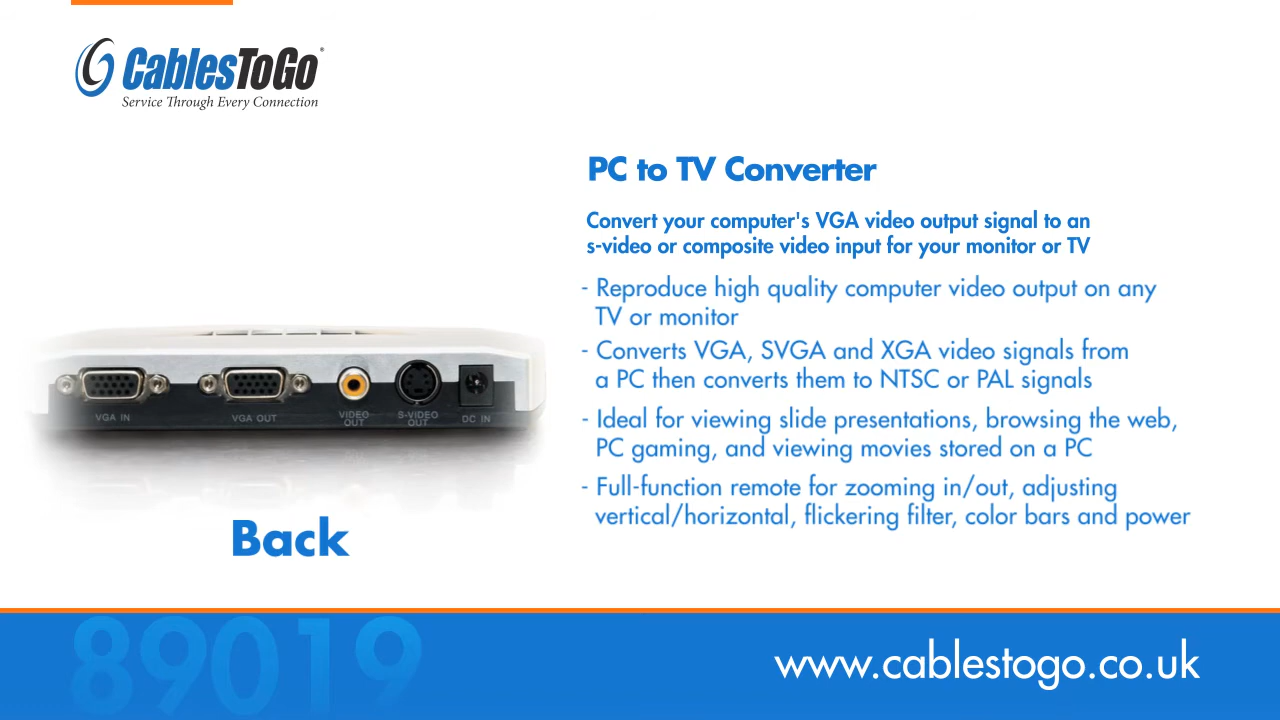 CablesToGo®
Service Through Every Connection
PC to TV Converter
Convert your computer's VGA video output signal to an
s-video or composite video input for your monitor or TV
- Reproduce high quality computer video output on any
TV or monitor
- Converts VGA, SVGA and XGA video signals from
a PC then converts them to NTSC or PAL signals
- Ideal for viewing slide presentations, browsing the web,
PC gaming, and viewing movies stored on a PC
- Full-function remote for zooming in/out, adjusting
vertical/horizontal, flickering filter, color bars and power
VGA IN
VGA OUT
VIDEO
OUT
S-VIDEO
OUT
DC IN
Back
89019
www.cablestogo.co.uk